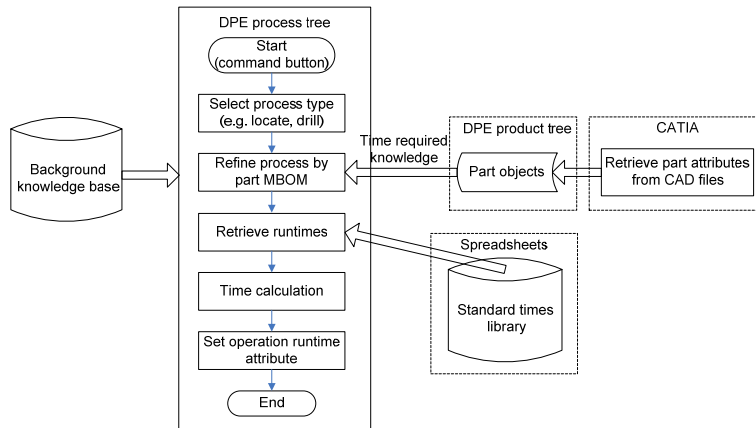 DPE process tree
Start
(command button)
Select process type
(e.g. locate, drill)
Refine process by
part MBOM
Retrieve runtimes
Time calculation
Set operation runtime
attribute
End
Background
knowledge base
Time required
knowledge
DPE product tree
Part objects
CATIA
Retrieve part attributes
from CAD files
Spreadsheets
Standard times
library